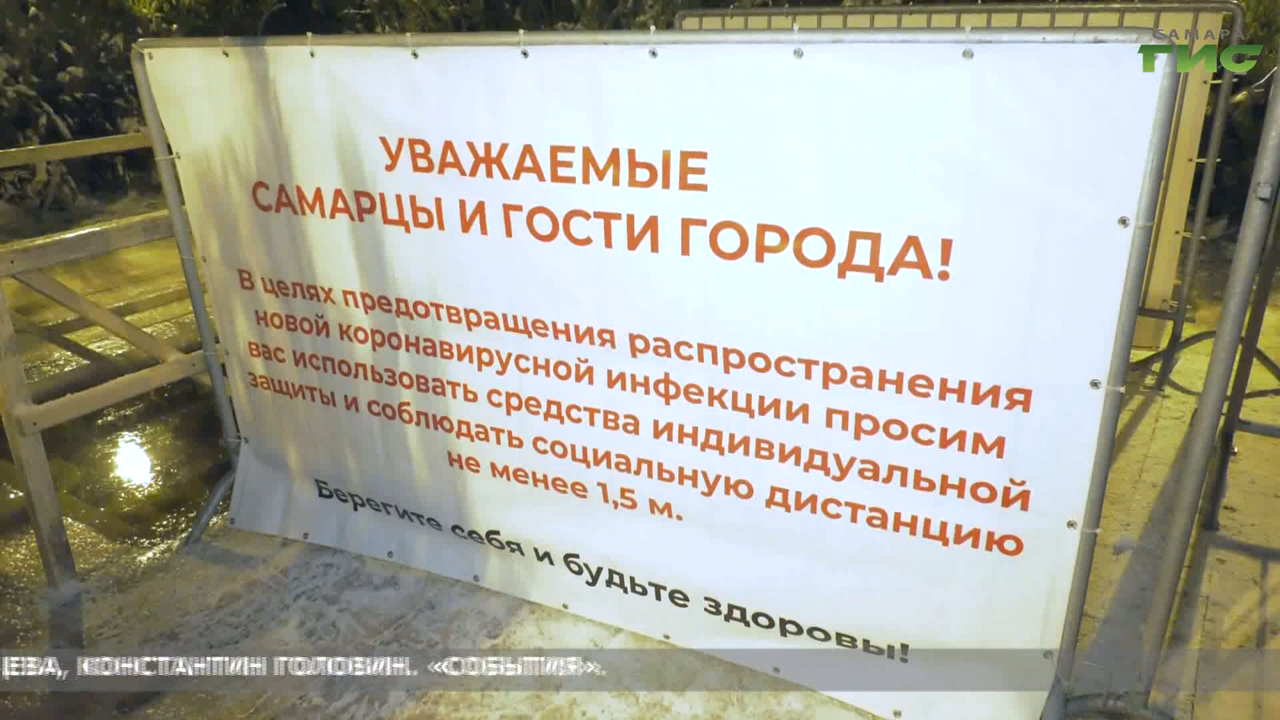 САМАРА
ГИС
УВАЖАЕМЫЕ
САМАРЦЫ И ГОСТИ ГОРОДА!
В целях предотвращения распространения
новой коронавирусной инфекции просим
вас использовать средства индивидуальной
защиты и соблюдать социальную дистанцию
не менее 1,5 м.
Берегите себя и будьте здоровы!
ЦЕВА, КОНСТАНТИН ГОЛОВИН. «СОБЫТИЯ».